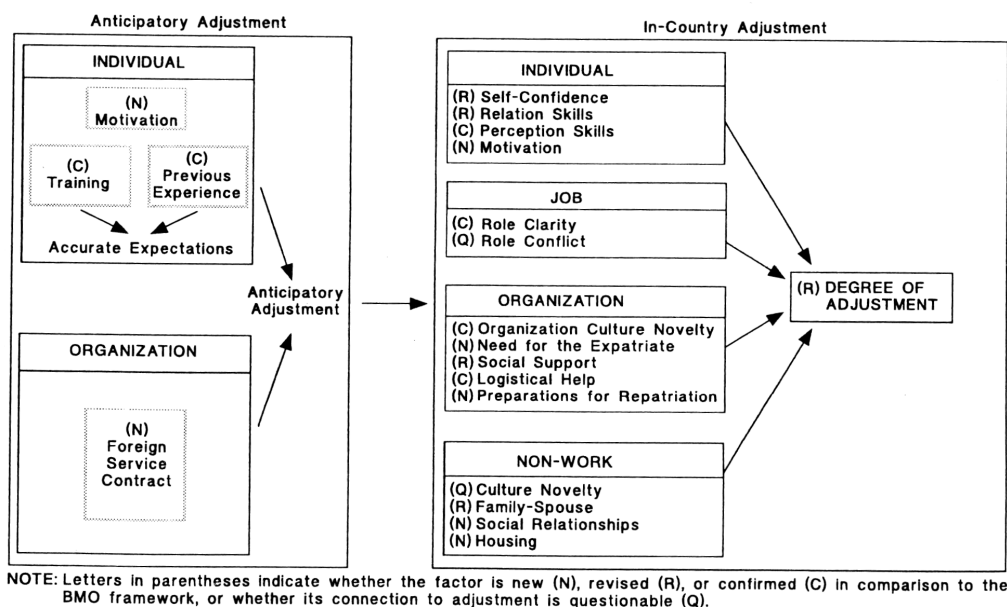 Anticipatory Adjustment
INDIVIDUAL
(N)
Motivation
(C)
Training
(C)
Previous
Experience
Accurate Expectations
Anticipatory
Adjustment
ORGANIZATION
(N)
Foreign
Service
Contract
In-Country Adjustment
INDIVIDUAL
(R) Self-Confidence
(R) Relation Skills
(C) Perception Skills
(N) Motivation
JOB
(C) Role Clarity
(Q) Role Conflict
ORGANIZATION
(C) Organization Culture Novelty
(N) Need for the Expatriate
(R) Social Support
(C) Logistical Help
(N) Preparations for Repatriation
NON-WORK
(Q) Culture Novelty
(R) Family-Spouse
(N) Social Relationships
(N) Housing
(R) DEGREE OF
ADJUSTMENT
NOTE: Letters in parentheses indicate whether the factor is new (N), revised (R), or confirmed (C) in comparison to the
BMO framework, or whether its connection to adjustment is questionable (Q).